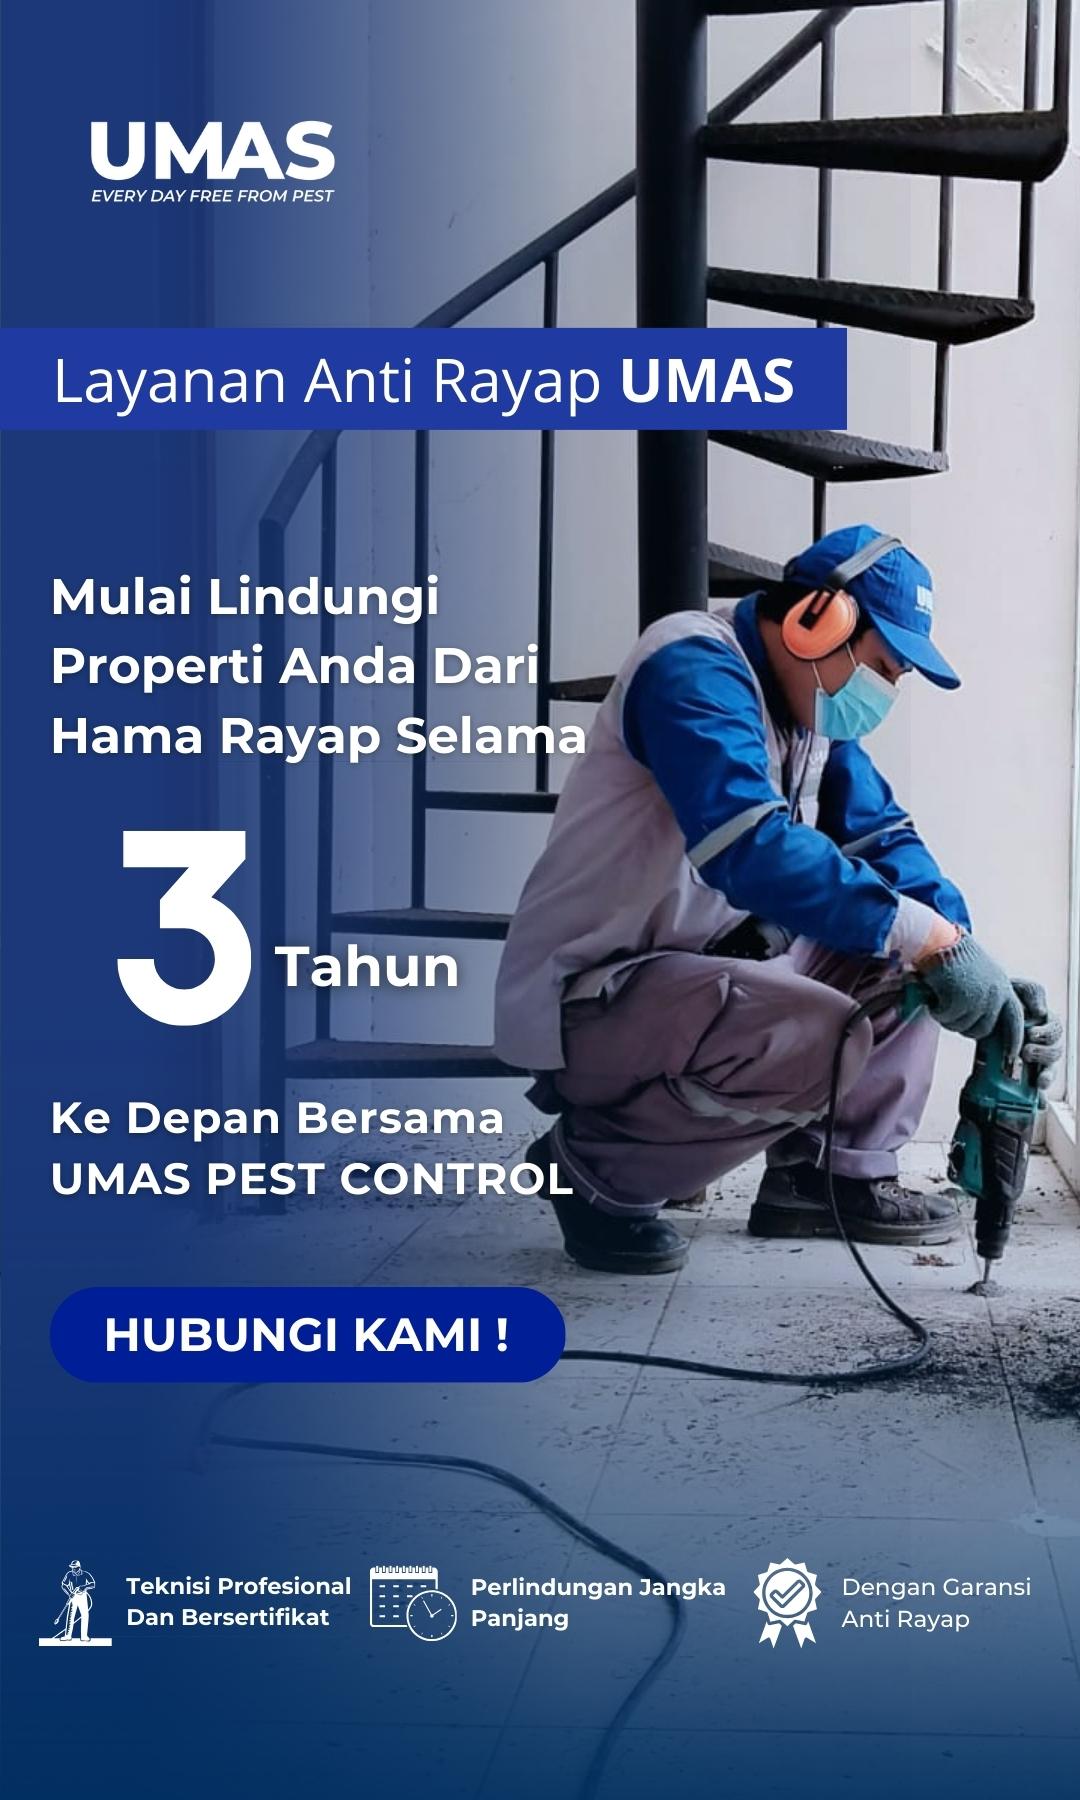 UMAS
EVERY DAY FREE FROM PEST
Layanan Anti Rayap UMAS
Mulai Lindungi
Properti Anda Dari
Hama Rayap Selama
3 Tahun
Ke Depan Bersama
UMAS PEST CONTROL
HUBUNGI KAMI !
Teknisi Profesional
Dan Bersertifikat
Perlindungan Jangka
Panjang
Dengan Garansi
Anti Rayap